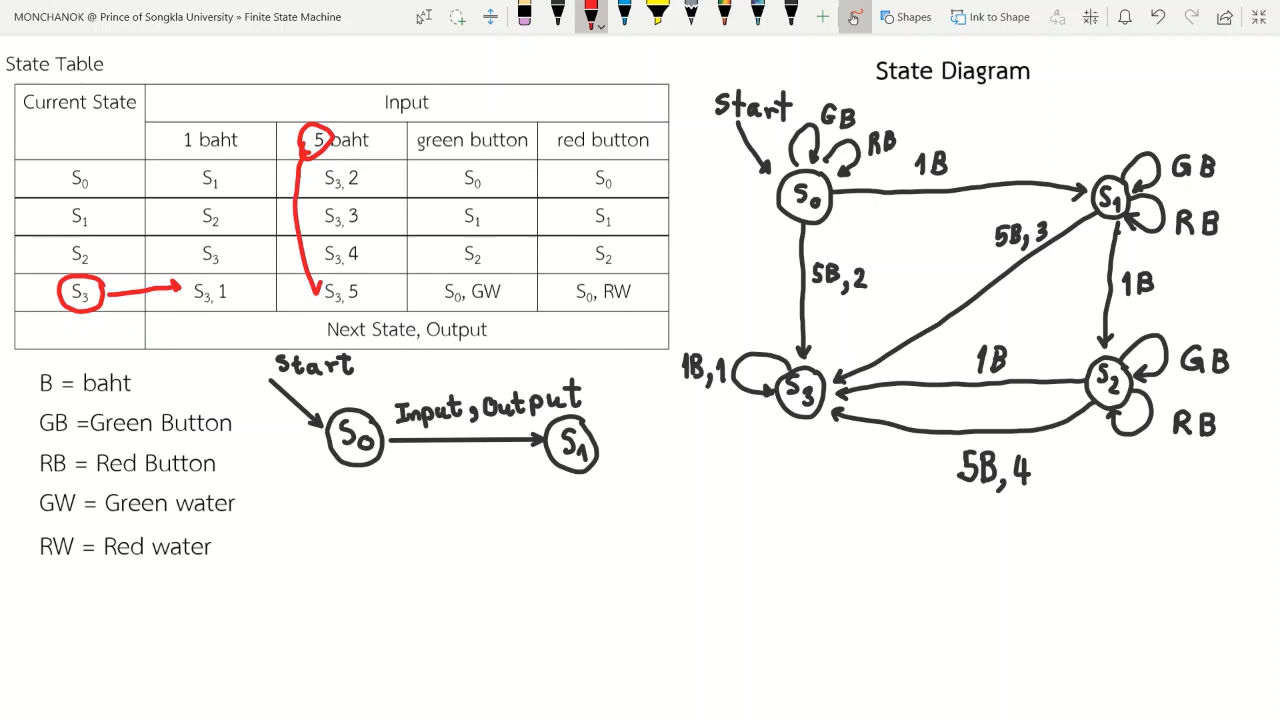 MONCHANOK @ Prince of Songkla University » Finite State Machine
Shapes
Ink to Shape
State Table
Current State
Input
1 baht 5 baht green button red button
S0 S1 S3, 2 S0 S0
S1 S2 S3, 3 S1 S1
S2 S3 S3, 4 S2 S2
S3 S3, 1 S3, 5 S0, GW S0, RW
Next State, Output
B = baht
GB =Green Button
RB = Red Button
GW = Green water
RW = Red water
Start
S0
Input, Output
S1
State Diagram
Start
GB
RB
S0
1B
S1
GB
RB
5B, 3
5B, 2
1B
1B, 1
S3
1B
S2
GB
RB
5B, 4